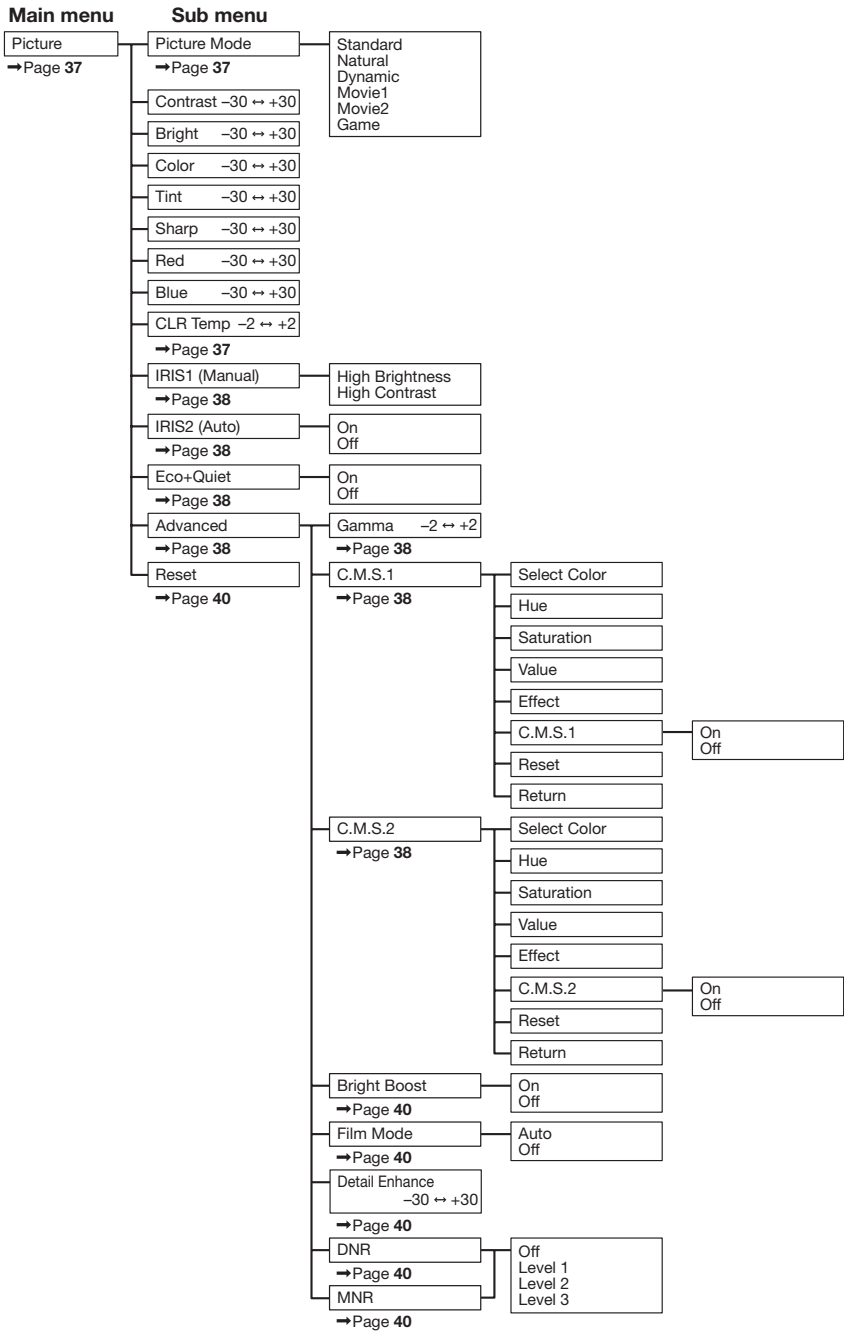 Main menu Sub menu
Picture Picture Mode Standard
➞Page 37 ➞Page 37 Natural
Dynamic
Movie1
Movie2
Game
Contrast –30 ↔ +30
Bright –30 ↔ +30
Color –30 ↔ +30
Tint –30 ↔ +30
Sharp –30 ↔ +30
Red –30 ↔ +30
Blue –30 ↔ +30
CLR Temp –2 ↔ +2
➞Page 37
IRIS1 (Manual) High Brightness
➞Page 38 High Contrast
IRIS2 (Auto) On
➞Page 38 Off
Eco+Quiet On
➞Page 38 Off
Advanced Gamma –2 ↔ +2
➞Page 38 ➞Page 38
Reset C.M.S.1 Select Color
➞Page 40 ➞Page 38 Hue
Saturation
Value
Effect
C.M.S.1 On
Off
Reset
Return
C.M.S.2 Select Color
➞Page 38 Hue
Saturation
Value
Effect
C.M.S.2 On
Off
Reset
Return
Bright Boost On
➞Page 40 Off
Film Mode Auto
➞Page 40 Off
Detail Enhance
–30 ↔ +30
➞Page 40
DNR Off
➞Page 40 Level 1
Level 2
MNR Level 3
➞Page 40